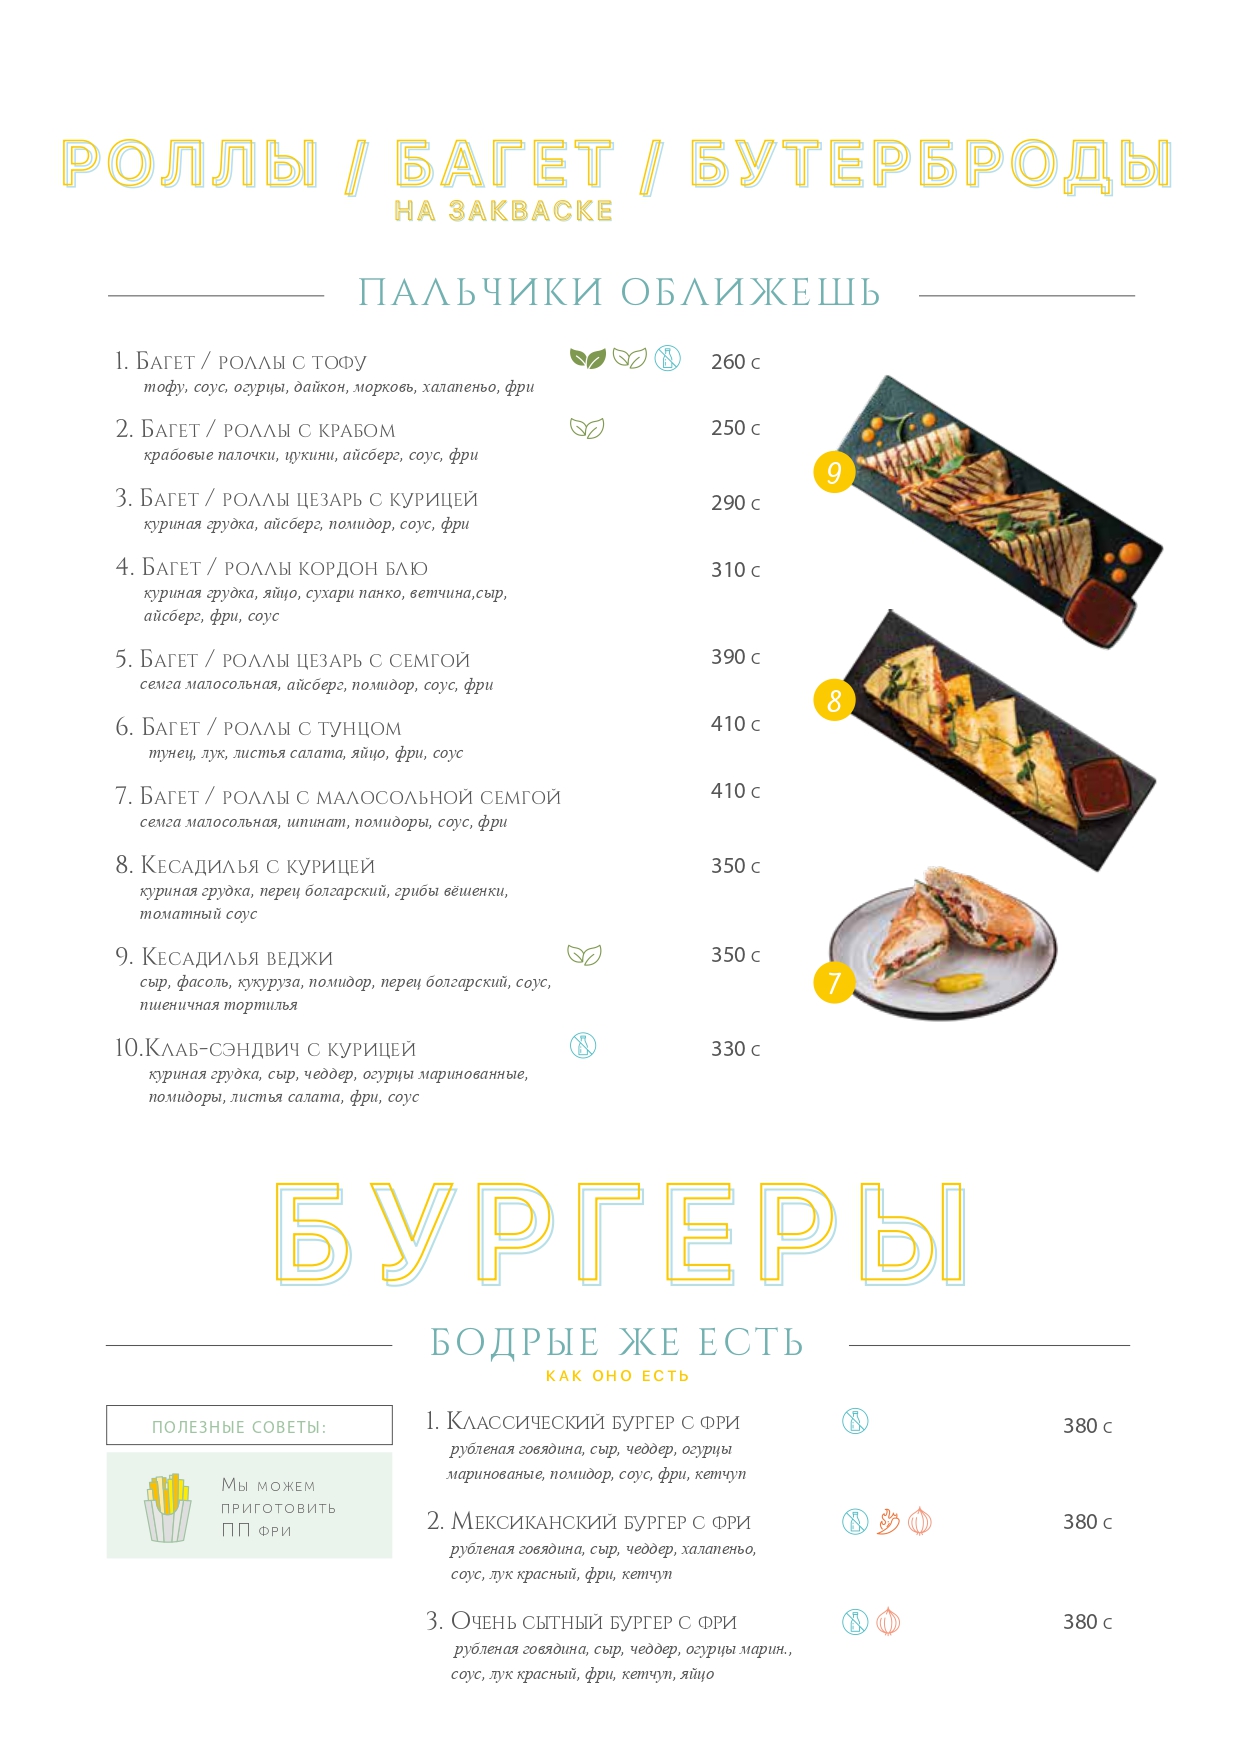 РОЛЛЫ / БАГЕТ / БУТЕРБРОДЫ
НА ЗАКВАСКЕ
ПАЛЬЧИКИ ОБЛИЖЕШЬ
1. Багет / роллы с тофу 260 с
тофу, соус, огурцы, дайкон, морковь, халапеньо, фри
2. Багет / роллы с крабом 250 с
крабовые палочки, цукини, айсберг, соус, фри
3. Багет / роллы цезарь с курицей 290 с
куриная грудка, айсберг, помидор, соус, фри
4. Багет / роллы кордон блю 310 с
куриная грудка, яйцо, сухари панко, ветчина,сыр,
айсберг, фри, соус
5. Багет / роллы цезарь с семгой 390 с
семга малосольная, айсберг, помидор, соус, фри
6. Багет / роллы с тунцом 410 с
тунец, лук, листья салата, яйцо, фри, соус
7. Багет / роллы с малосольной семгой 410 с
семга малосольная, шпинат, помидоры, соус, фри
8. Кесадилья с курицей 350 с
куриная грудка, перец болгарский, грибы вёшенки,
томатный соус
9. Кесадилья веджи 350 с
сыр, фасоль, кукуруза, помидор, перец болгарский, соус,
пшеничная тортилья
10.Клаб-сэндвич с курицей 330 с
куриная грудка, сыр, чеддер, огурцы маринованные,
помидоры, листья салата, фри, соус
9
8
7
БУРГЕРЫ
БОДРЫЕ ЖЕ ЕСТЬ
КАК ОНО ЕСТЬ
ПОЛЕЗНЫЕ СОВЕТЫ:
Мы можем
приготовить
ПП фри
1. Классический бургер с фри 380 с
рубленая говядина, сыр, чеддер, огурцы
маринованые, помидор, соус, фри, кетчуп
2. Мексиканский бургер с фри 380 с
рубленая говядина, сыр, чеддер, халапеньо,
соус, лук красный, фри, кетчуп
3. Очень сытный бургер с фри 380 с
рубленая говядина, сыр, чеддер, огурцы марин.,
соус, лук красный, фри, кетчуп, яйцо